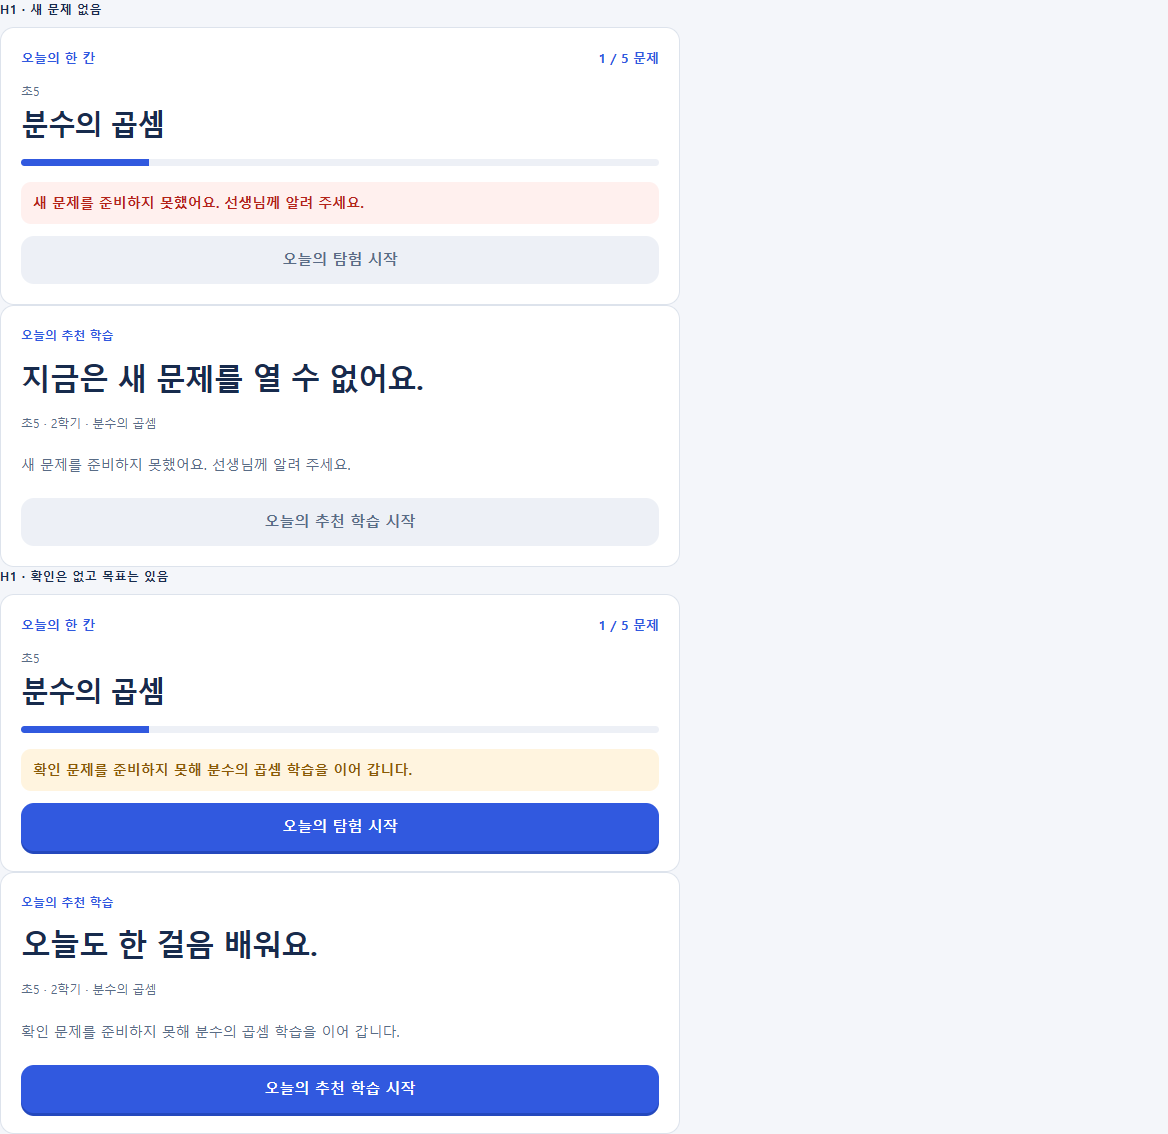 H1 · 새 문제 없음
오늘의 한 칸
1 / 5 문제
초5
분수의 곱셈
새 문제를 준비하지 못했어요. 선생님께 알려 주세요.
오늘의 탐험 시작
오늘의 추천 학습
지금은 새 문제를 열 수 없어요.
초5 · 2학기 · 분수의 곱셈
새 문제를 준비하지 못했어요. 선생님께 알려 주세요.
오늘의 추천 학습 시작
H1 · 확인은 없고 목표는 있음
오늘의 한 칸
1 / 5 문제
초5
분수의 곱셈
확인 문제를 준비하지 못해 분수의 곱셈 학습을 이어 갑니다.
오늘의 탐험 시작
오늘의 추천 학습
오늘도 한 걸음 배워요.
초5 · 2학기 · 분수의 곱셈
확인 문제를 준비하지 못해 분수의 곱셈 학습을 이어 갑니다.
오늘의 추천 학습 시작